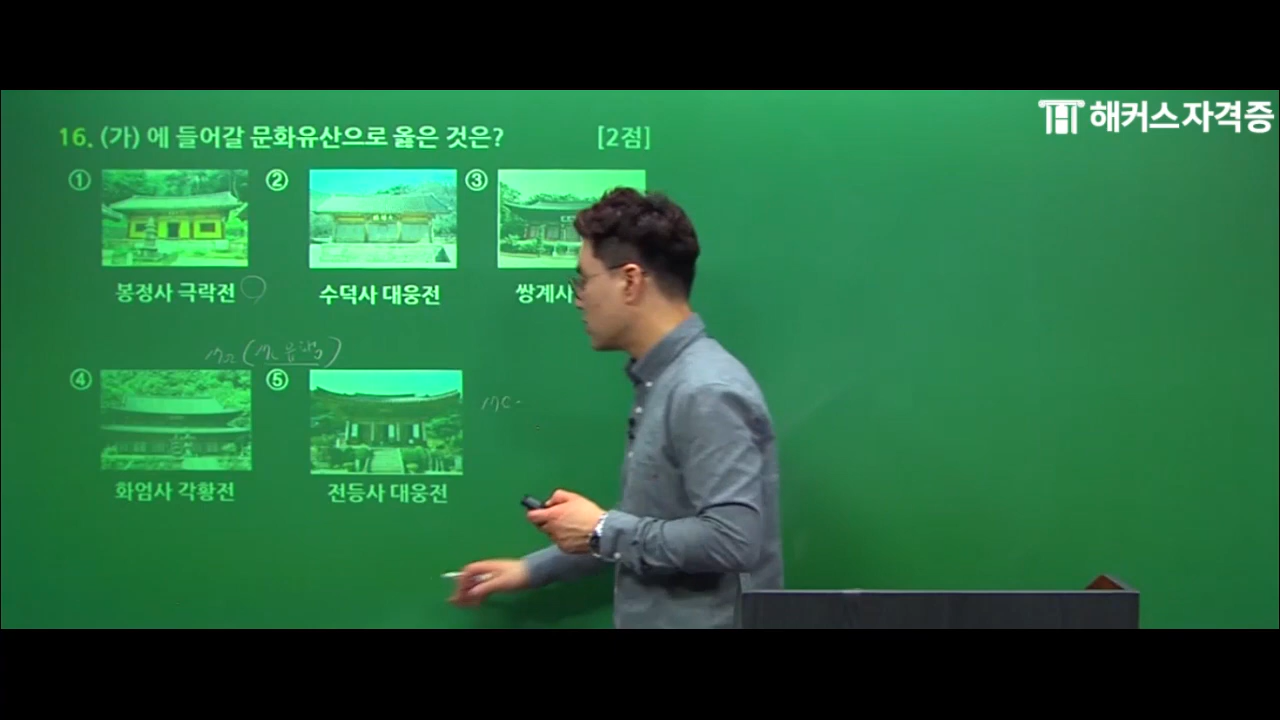 해커스자격증
16. (가) 에 들어갈 문화유산으로 옳은 것은? [2점]
① ② ③
봉정사 극락전 수덕사 대웅전 쌍계사
④ ⑤
화엄사 각황전 전등사 대웅전